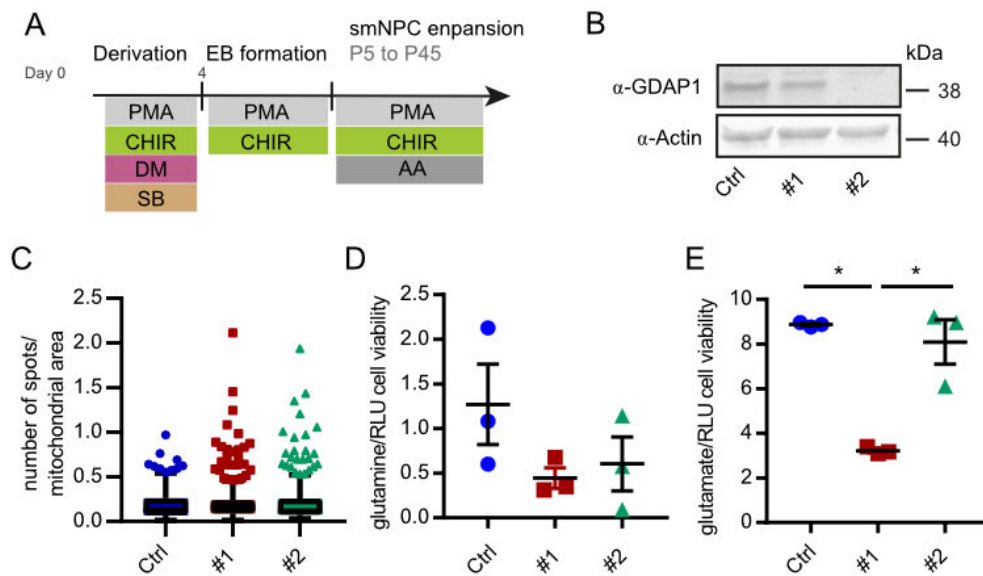 A
Derivation
EB formation
smNPC enpansion
P5 to P45
Day 0
4
PMA
PMA
PMA
CHIR
CHIR
CHIR
DM
AA
SB
B
kDa
α-GDAP1
38
α-Actin
40
Ctrl
#1
#2
C
number of spots/
mitochondrial area
2.5
2.0
1.5
1.0
0.5
0.0
Ctrl
#1
#2
D
glutamine/RLU cell viability
2.5
2.0
1.5
1.0
0.5
0.0
Ctrl
#1
#2
E
glutamate/RLU cell viability
*
*
10
8
6
4
2
0
Ctrl
#1
#2